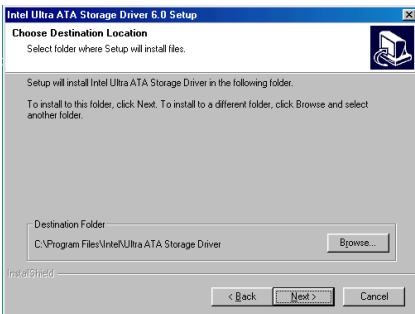 Intel Ultra ATA Storage Driver 6.0 Setup
Choose Destination Location
Select folder where Setup will install files.
Setup will install Intel Ultra ATA Storage Driver in the following folder.
To install to this folder, click Next. To install to a different folder, click Browse and select
another folder.
Destination Folder
C:\Program Files\Intel\Ultra ATA Storage Driver
Browse...
InstallShield
< Back
Next >
Cancel